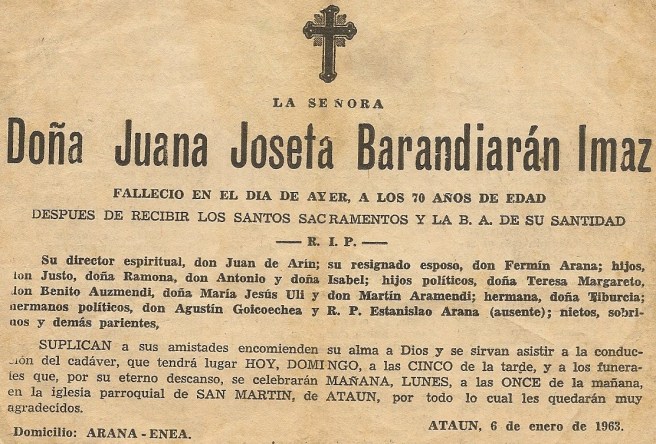 LA SEÑORA
Doña Juana Josefa Barandiarán Imaz
FALLECIO EN EL DIA DE AYER, A LOS 70 AÑOS DE EDAD
DESPUES DE RECIBIR LOS SANTOS SACRAMENTOS Y LA B. A. DE SU SANTIDAD
— R. I. P. —
Su director espiritual, don Juan de Arín; su resignado esposo, don Fermín Arana; hijos,
don Justo, doña Ramona, don Antonio y doña Isabel; hijos políticos, doña Teresa Margareto,
don Benito Auzmendi, doña María Jesús Uli y don Martín Aramendi; hermana, doña Tiburcia;
hermanos políticos, don Agustín Goicoechea y R. P. Estanislao Arana (ausente); nietos, sobri-
nos y demás parientes,
SUPLICAN a sus amistades encomienden su alma a Dios y se sirvan asistir a la conduc-
ción del cadáver, que tendrá lugar HOY, DOMINGO, a las CINCO de la tarde, y a los funera-
les que, por su eterno descanso, se celebrarán MAÑANA, LUNES, a las ONCE de la mañana,
en la iglesia parroquial de SAN MARTIN, de ATAUN, por todo lo cual les quedarán muy
agradecidos.
ATAUN, 6 de enero de 1963.
Domicilio: ARANA-ENEA.